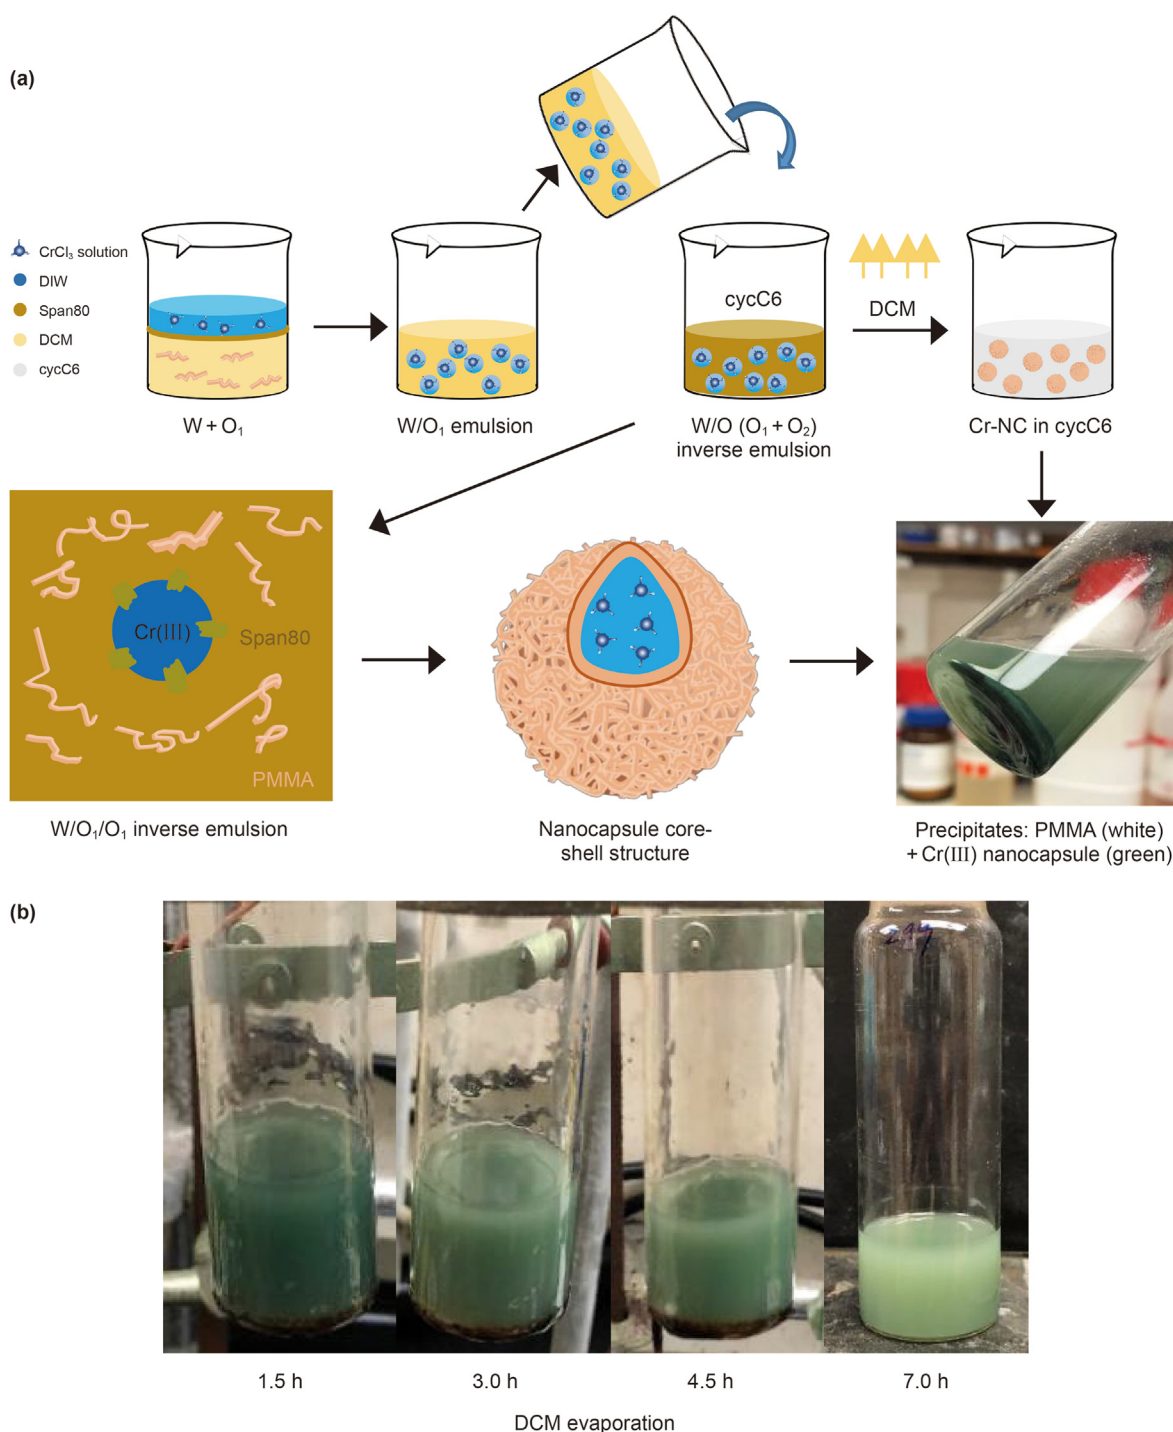 (a)
CrCl₃ solution
DIW
Span80
DCM
cycC6
W + O₁
W/O₁ emulsion
cycC6
W/O (O₁ + O₂)
inverse emulsion
DCM
Cr-NC in cycC6
Cr(III)
Span80
PMMA
W/O₁/O₁ inverse emulsion
Nanocapsule core-
shell structure
Precipitates: PMMA (white)
+ Cr(III) nanocapsule (green)
(b)
1.5 h
3.0 h
4.5 h
7.0 h
DCM evaporation